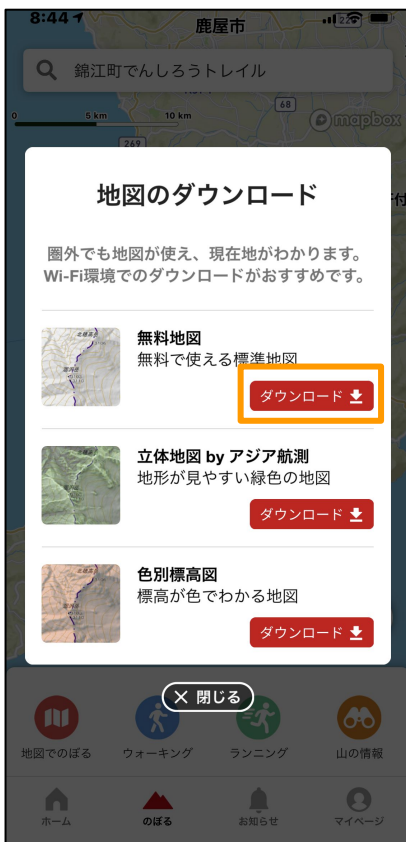 8:44
鹿屋市
錦江町でんしろうトレイル
0 5 km 10 km
68
mapbox
269
地図のダウンロード
圏外でも地図が使え、現在地がわかります。
Wi-Fi環境でのダウンロードがおすすめです。
無料地図
無料で使える標準地図
ダウンロード
立体地図 by アジア航測
地形が見やすい緑色の地図
ダウンロード
色別標高図
標高が色でわかる地図
ダウンロード
× 閉じる
地図でのぼる ウォーキング ランニング 山の情報
ホーム のぼる お知らせ マイページ